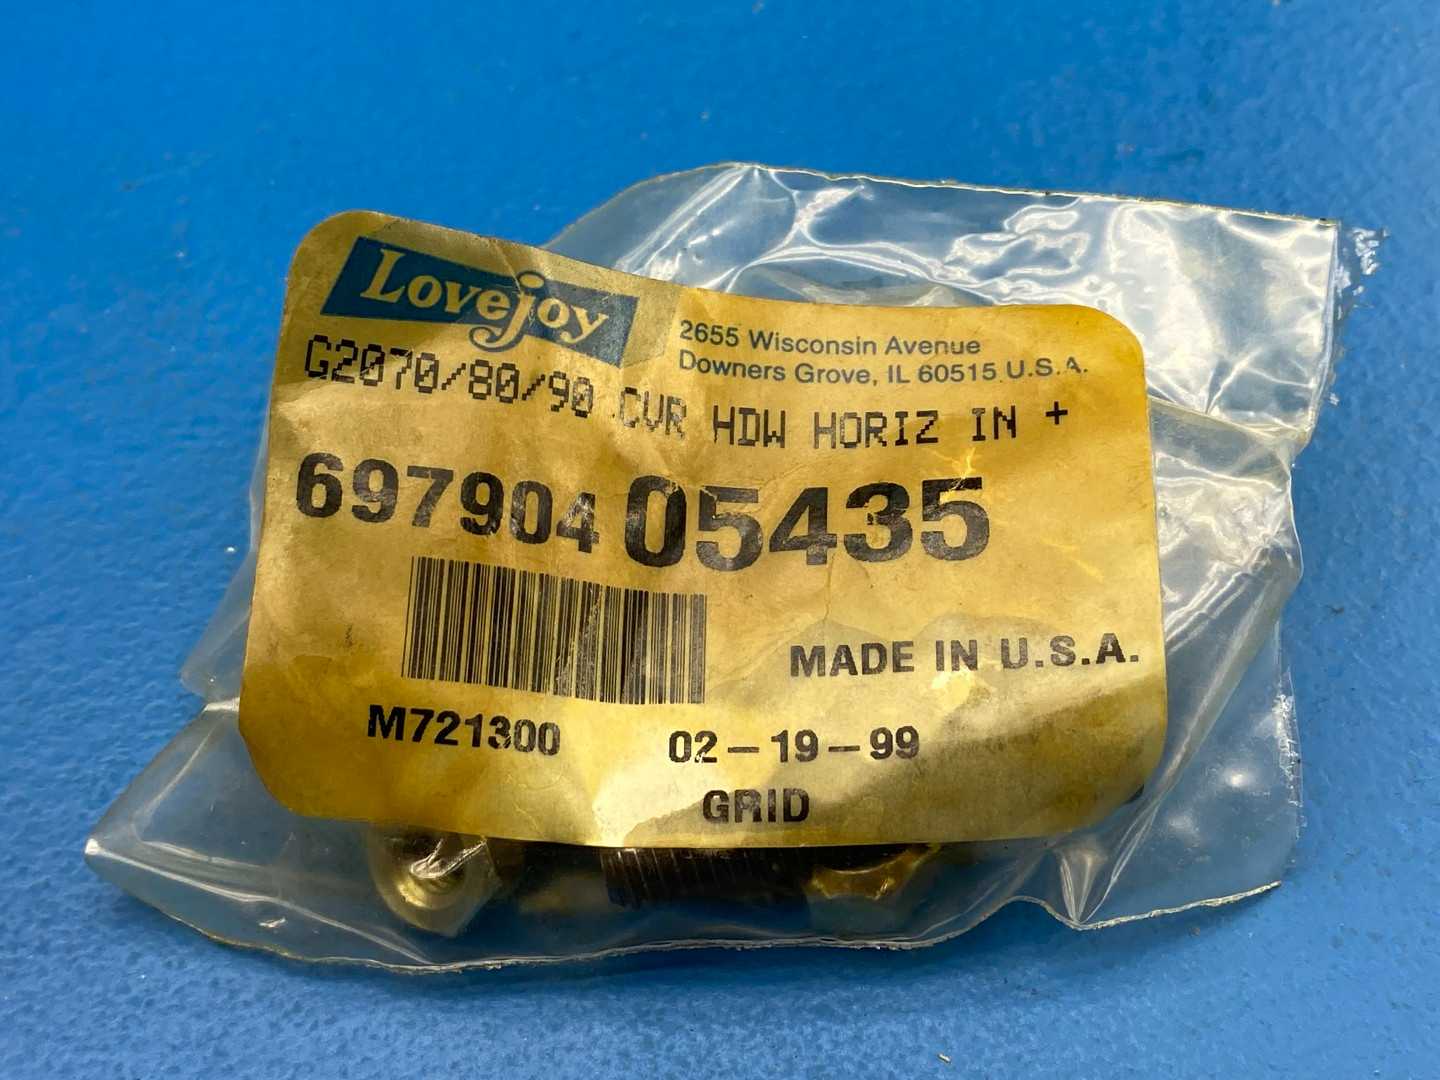 Lovejoy
2655 Wisconsin Avenue
Downers Grove, IL 60515 U.S.A.
G2070/80/90 CVR HDW HORIZ IN +
697904 05435
MADE IN U.S.A.
M721300 02-19-99
GRID